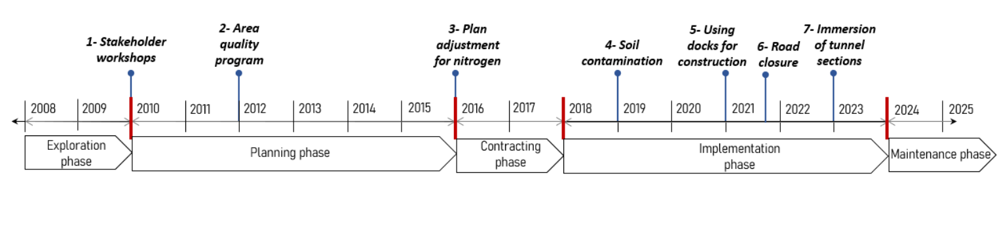 1- Stakeholder
workshops
2- Area
quality
program
3- Plan
adjustment
for nitrogen
4- Soil
contamination
5- Using
docks for
construction
6- Road
closure
7- Immersion
of tunnel
sections
2008 2009 2010 2011 2012 2013 2014 2015 2016 2017 2018 2019 2020 2021 2022 2023 2024 2025
Exploration
phase
Planning phase
Contracting
phase
Implementation
phase
Maintenance phase